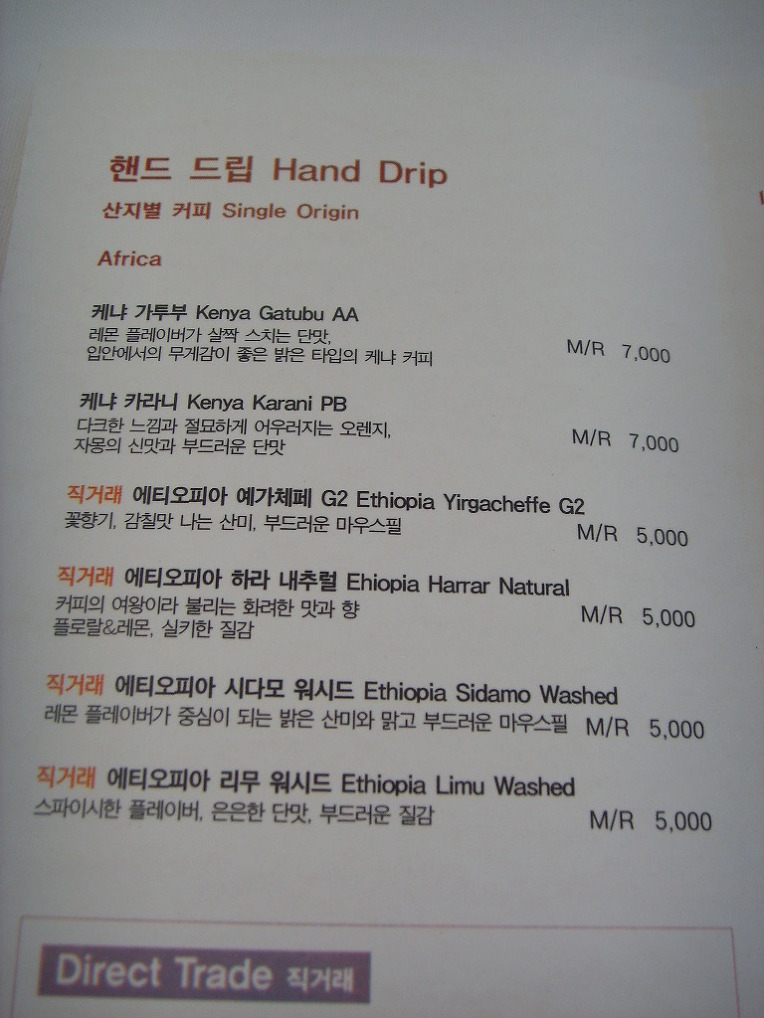 핸드 드립 Hand Drip
산지별 커피 Single Origin
Africa
케냐 가투부 Kenya Gatubu AA
레몬 플레이버가 살짝 스치는 단맛,
입안에서의 무게감이 좋은 밝은 타입의 케냐 커피
M/R 7,000
케냐 카라니 Kenya Karani PB
다크한 느낌과 절묘하게 어우러지는 오렌지,
자몽의 신맛과 부드러운 단맛
M/R 7,000
직거래 에티오피아 예가체페 G2 Ethiopia Yirgacheffe G2
꽃향기, 감칠맛 나는 산미, 부드러운 마우스필
M/R 5,000
직거래 에티오피아 하라 내추럴 Ehiopia Harrar Natural
커피의 여왕이라 불리는 화려한 맛과 향
플로랄&레몬, 실키한 질감
M/R 5,000
직거래 에티오피아 시다모 워시드 Ethiopia Sidamo Washed
레몬 플레이버가 중심이 되는 밝은 산미와 맑고 부드러운 마우스필 M/R 5,000
직거래 에티오피아 리무 워시드 Ethiopia Limu Washed
스파이시한 플레이버, 은은한 단맛, 부드러운 질감
M/R 5,000
Direct Trade 직거래